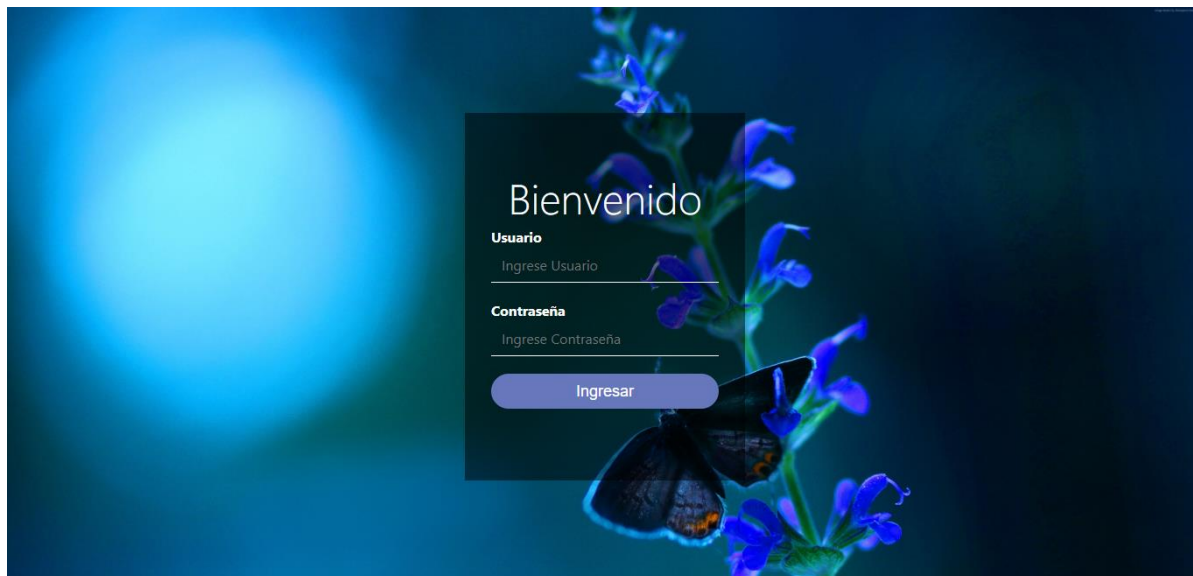 Bienvenido
Usuario
Ingrese Usuario
Contraseña
Ingrese Contraseña
Ingresar